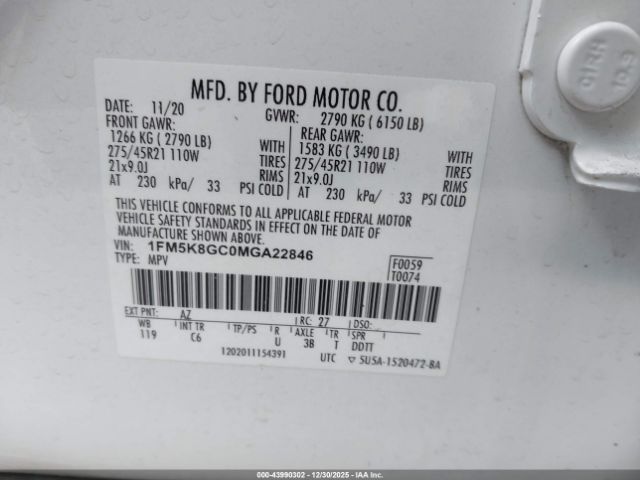 MFD. BY FORD MOTOR CO.
DATE: 11/20 GVWR: 2790 KG ( 6150 LB)
FRONT GAWR: REAR GAWR:
1266 KG ( 2790 LB) 1583 KG ( 3490 LB)
275/45R21 110W TIRES 275/45R21 110W TIRES
21x9.0J RIMS 21x9.0J RIMS
AT 230 kPa/ 33 PSI COLD AT 230 kPa/ 33 PSI COLD
THIS VEHICLE CONFORMS TO ALL APPLICABLE FEDERAL MOTOR
VEHICLE SAFETY STANDARDS IN EFFECT ON THE DATE OF
MANUFACTURE SHOWN ABOVE.
VIN: 1FM5K8GC0MGA22846
TYPE: MPV
F0059
T0074
EXT PNT: AZ RC: 27 DSO:
WB INT TR TP/PS R AXLE TR SPR
119 C6 U 3B T DDTT
1202011154391 UTC ▽ 5U5A-1520472-BA
10.9
000-43990302 - 12/30/2025 - IAAI.COM